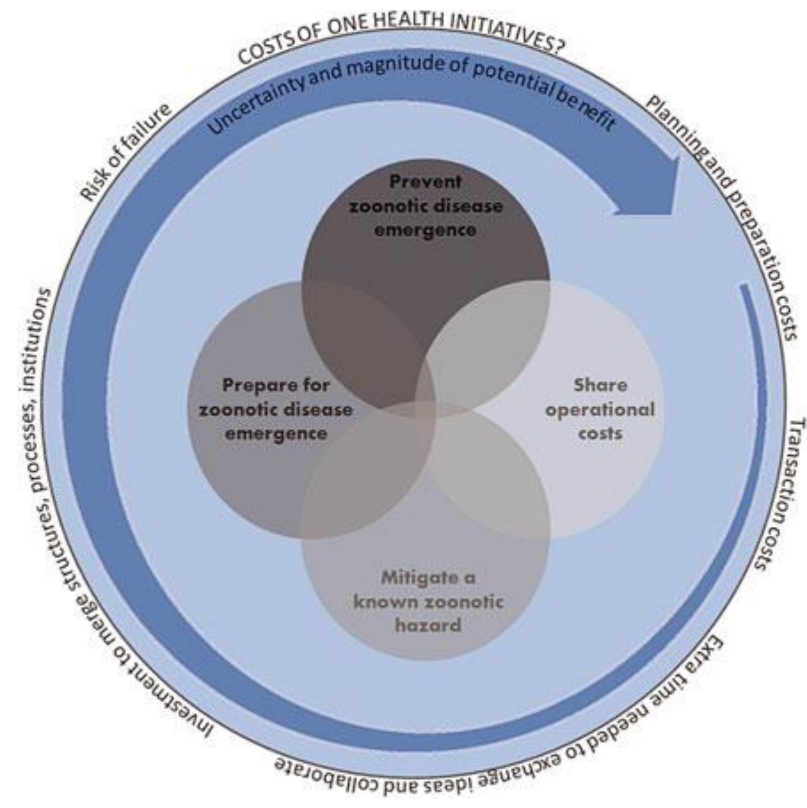 COSTS OF ONE HEALTH INITIATIVES?
Uncertainty and magnitude of potential benefit
Planning and preparation costs
Transaction costs
Extra time needed to exchange ideas and collaborate
Investment to merge structures, processes, institutions
Risk of failure
Prevent
zoonotic disease
emergence
Prepare for
zoonotic disease
emergence
Share
operational
costs
Mitigate a
known zoonotic
hazard